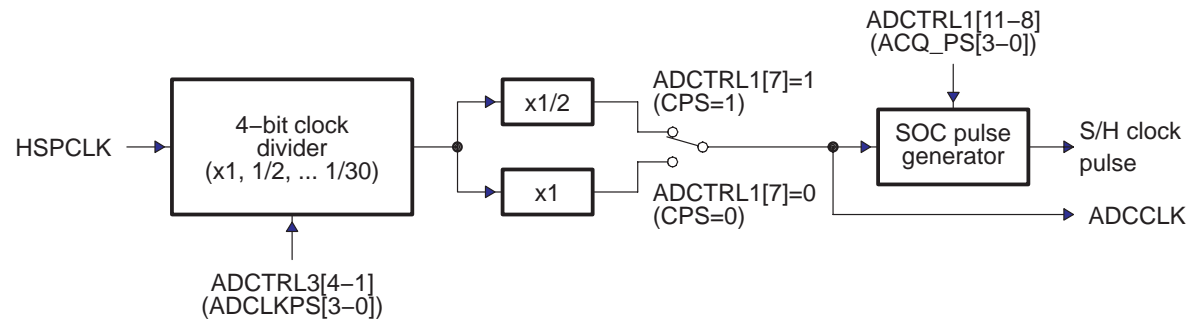 ADCTRL1[11−8]
(ACQ_PS[3−0])
ADCTRL1[7]=1
(CPS=1)
x1/2
4−bit clock
divider
(x1, 1/2, ... 1/30)
HSPCLK
SOC pulse
generator
S/H clock
pulse
x1
ADCTRL1[7]=0
(CPS=0)
ADCCLK
ADCTRL3[4−1]
(ADCLKPS[3−0])